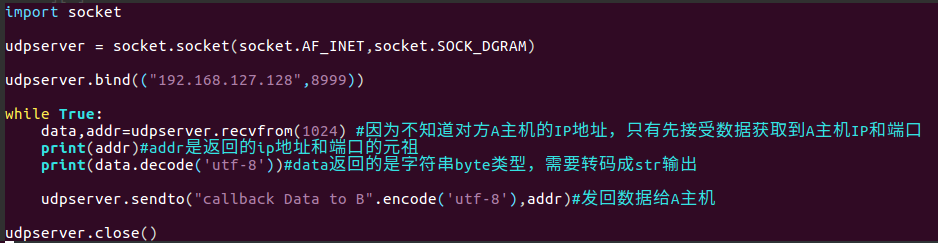 import socket
udpserver = socket.socket(socket.AF_INET,socket.SOCK_DGRAM)
udpserver.bind(("192.168.127.128",8999))
while True:
    data,addr=udpserver.recvfrom(1024) #因为不知道对方A主机的IP地址，只有先接受数据获取到A主机IP和端口
    print(addr)#addr是返回的ip地址和端口的元祖
    print(data.decode('utf-8'))#data返回的是字符串byte类型，需要转码成str输出
    udpserver.sendto("callback Data to B".encode('utf-8'),addr)#发回数据给A主机
udpserver.close()